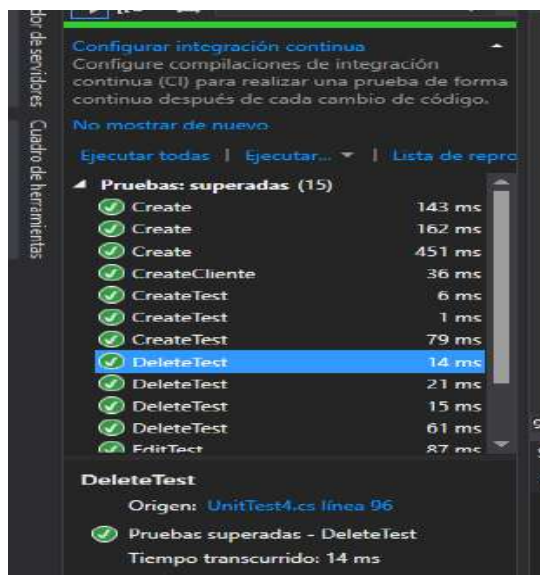 dor de servidores
Cuadro de herramientas
Configurar integración continua
Configure compilaciones de integración
continua (CI) para realizar una prueba de forma
continua después de cada cambio de código.
No mostrar de nuevo
Ejecutar todas | Ejecutar... | Lista de repro
Pruebas: superadas (15)
Create 143 ms
Create 162 ms
Create 451 ms
CreateCliente 36 ms
CreateTest 6 ms
CreateTest 1 ms
CreateTest 79 ms
DeleteTest 14 ms
DeleteTest 21 ms
DeleteTest 15 ms
DeleteTest 61 ms
EditTest 87 ms
DeleteTest
Origen: UnitTest4.cs línea 96
Pruebas superadas - DeleteTest
Tiempo transcurrido: 14 ms